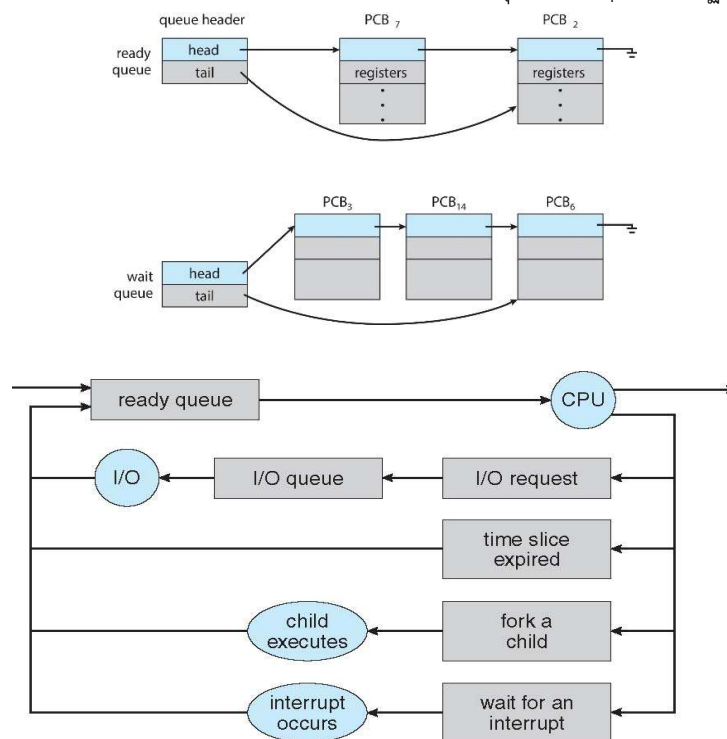 queue header
PCB 7
PCB 2
ready
queue
head
tail
registers
registers
PCB3
PCB14
PCB6
wait
queue
head
tail
ready queue
CPU
I/O
I/O queue
I/O request
time slice
expired
child
executes
fork a
child
interrupt
occurs
wait for an
interrupt